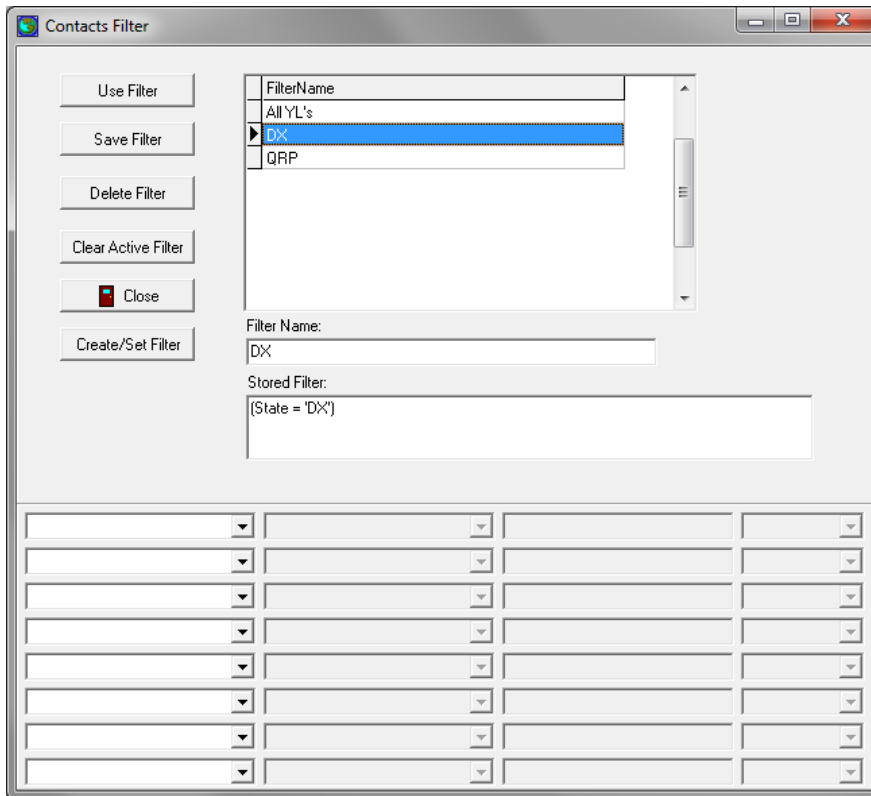 Contacts Filter
Use Filter
Save Filter
Delete Filter
Clear Active Filter
Close
Create/Set Filter
FilterName
All YL's
DX
QRP
Filter Name:
DX
Stored Filter:
(State = 'DX')